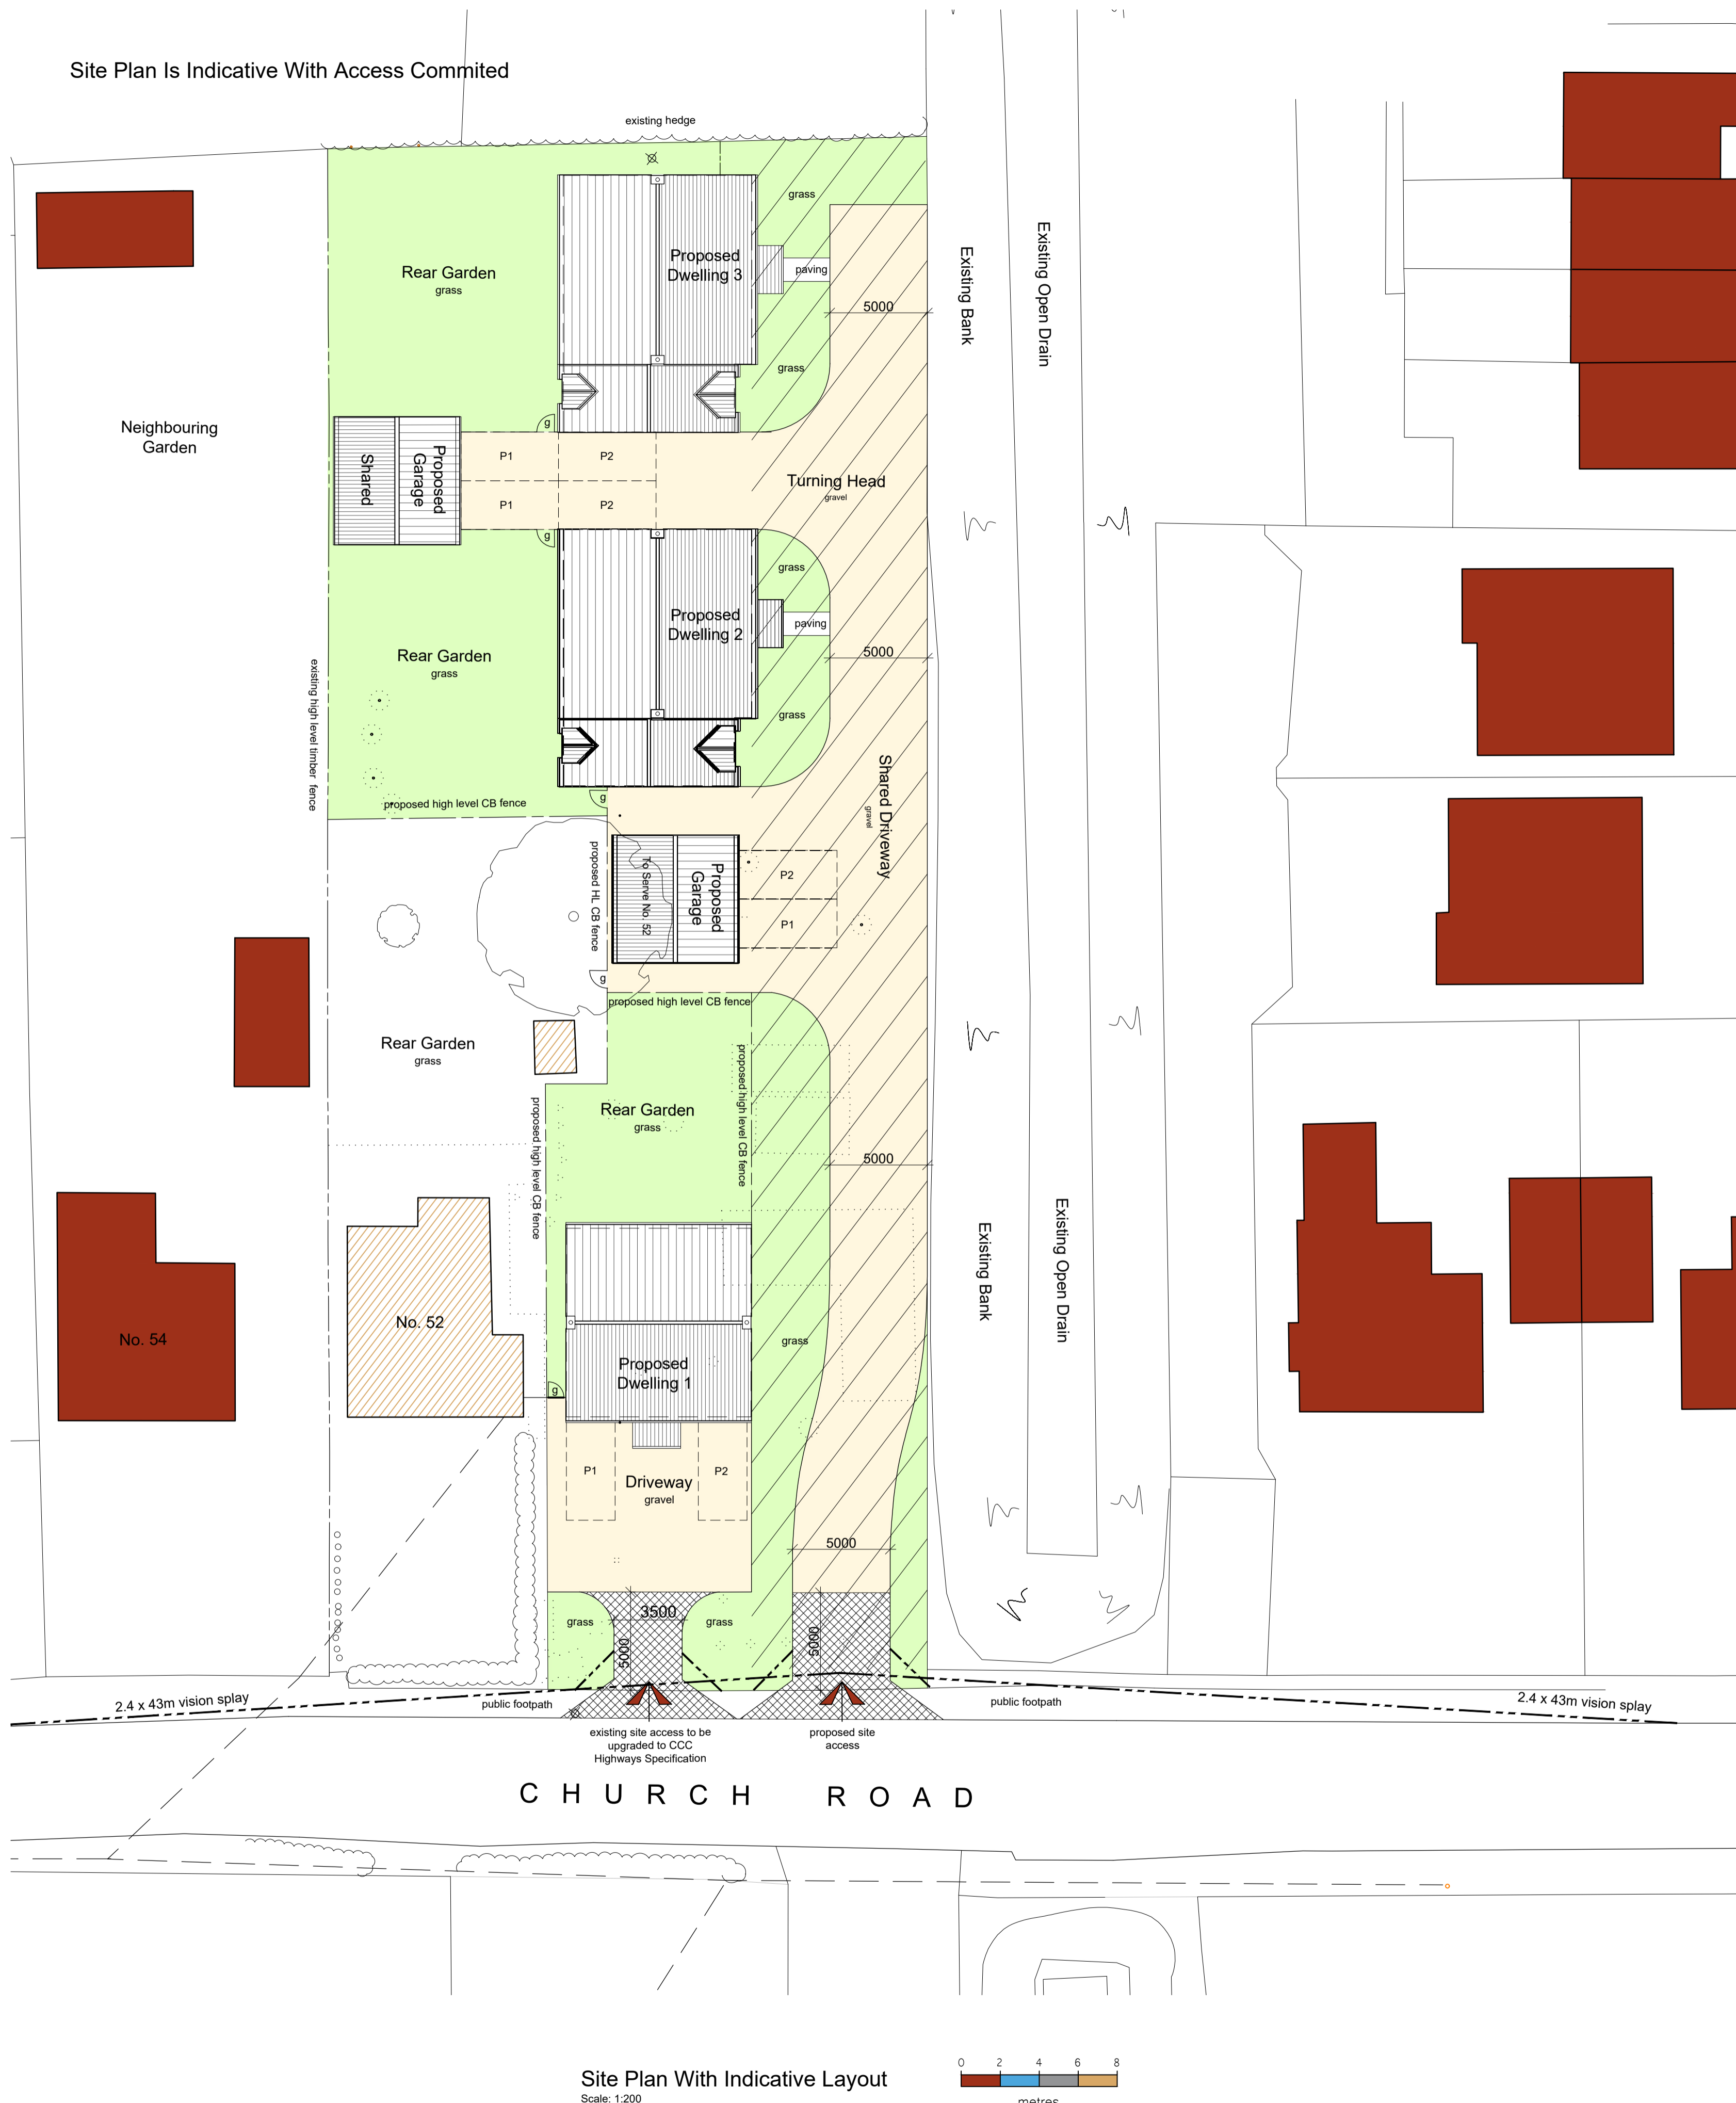 Site Plan Is Indicative With Access Commited
existing hedge
grass
Rear Garden
grass
Proposed
Dwelling 3
paving
5000
grass
Existing Bank
Existing Open Drain
Neighbouring
Garden
g
Shared
Proposed
Garage
P1
P2
P1
P2
Turning Head
gravel
g
grass
Proposed
Dwelling 2
paving
Rear Garden
grass
5000
grass
existing high level timber fence
proposed high level CB fence
g
Shared Driveway
gravel
proposed HL CB fence
To Serve No. 52
Proposed
Garage
P2
P1
g
proposed high level CB fence
Rear Garden
grass
proposed high level CB fence
Rear Garden
grass
proposed high level CB fence
5000
Existing Bank
Existing Open Drain
No. 54
No. 52
grass
Proposed
Dwelling 1
g
P1
P2
Driveway
gravel
5000
grass
3500
grass
5000
5000
2.4 x 43m vision splay
public footpath
public footpath
2.4 x 43m vision splay
existing site access to be
upgraded to CCC
Highways Specification
proposed site
access
CHURCH ROAD
Site Plan With Indicative Layout
Scale: 1:200
0 2 4 6 8
metres